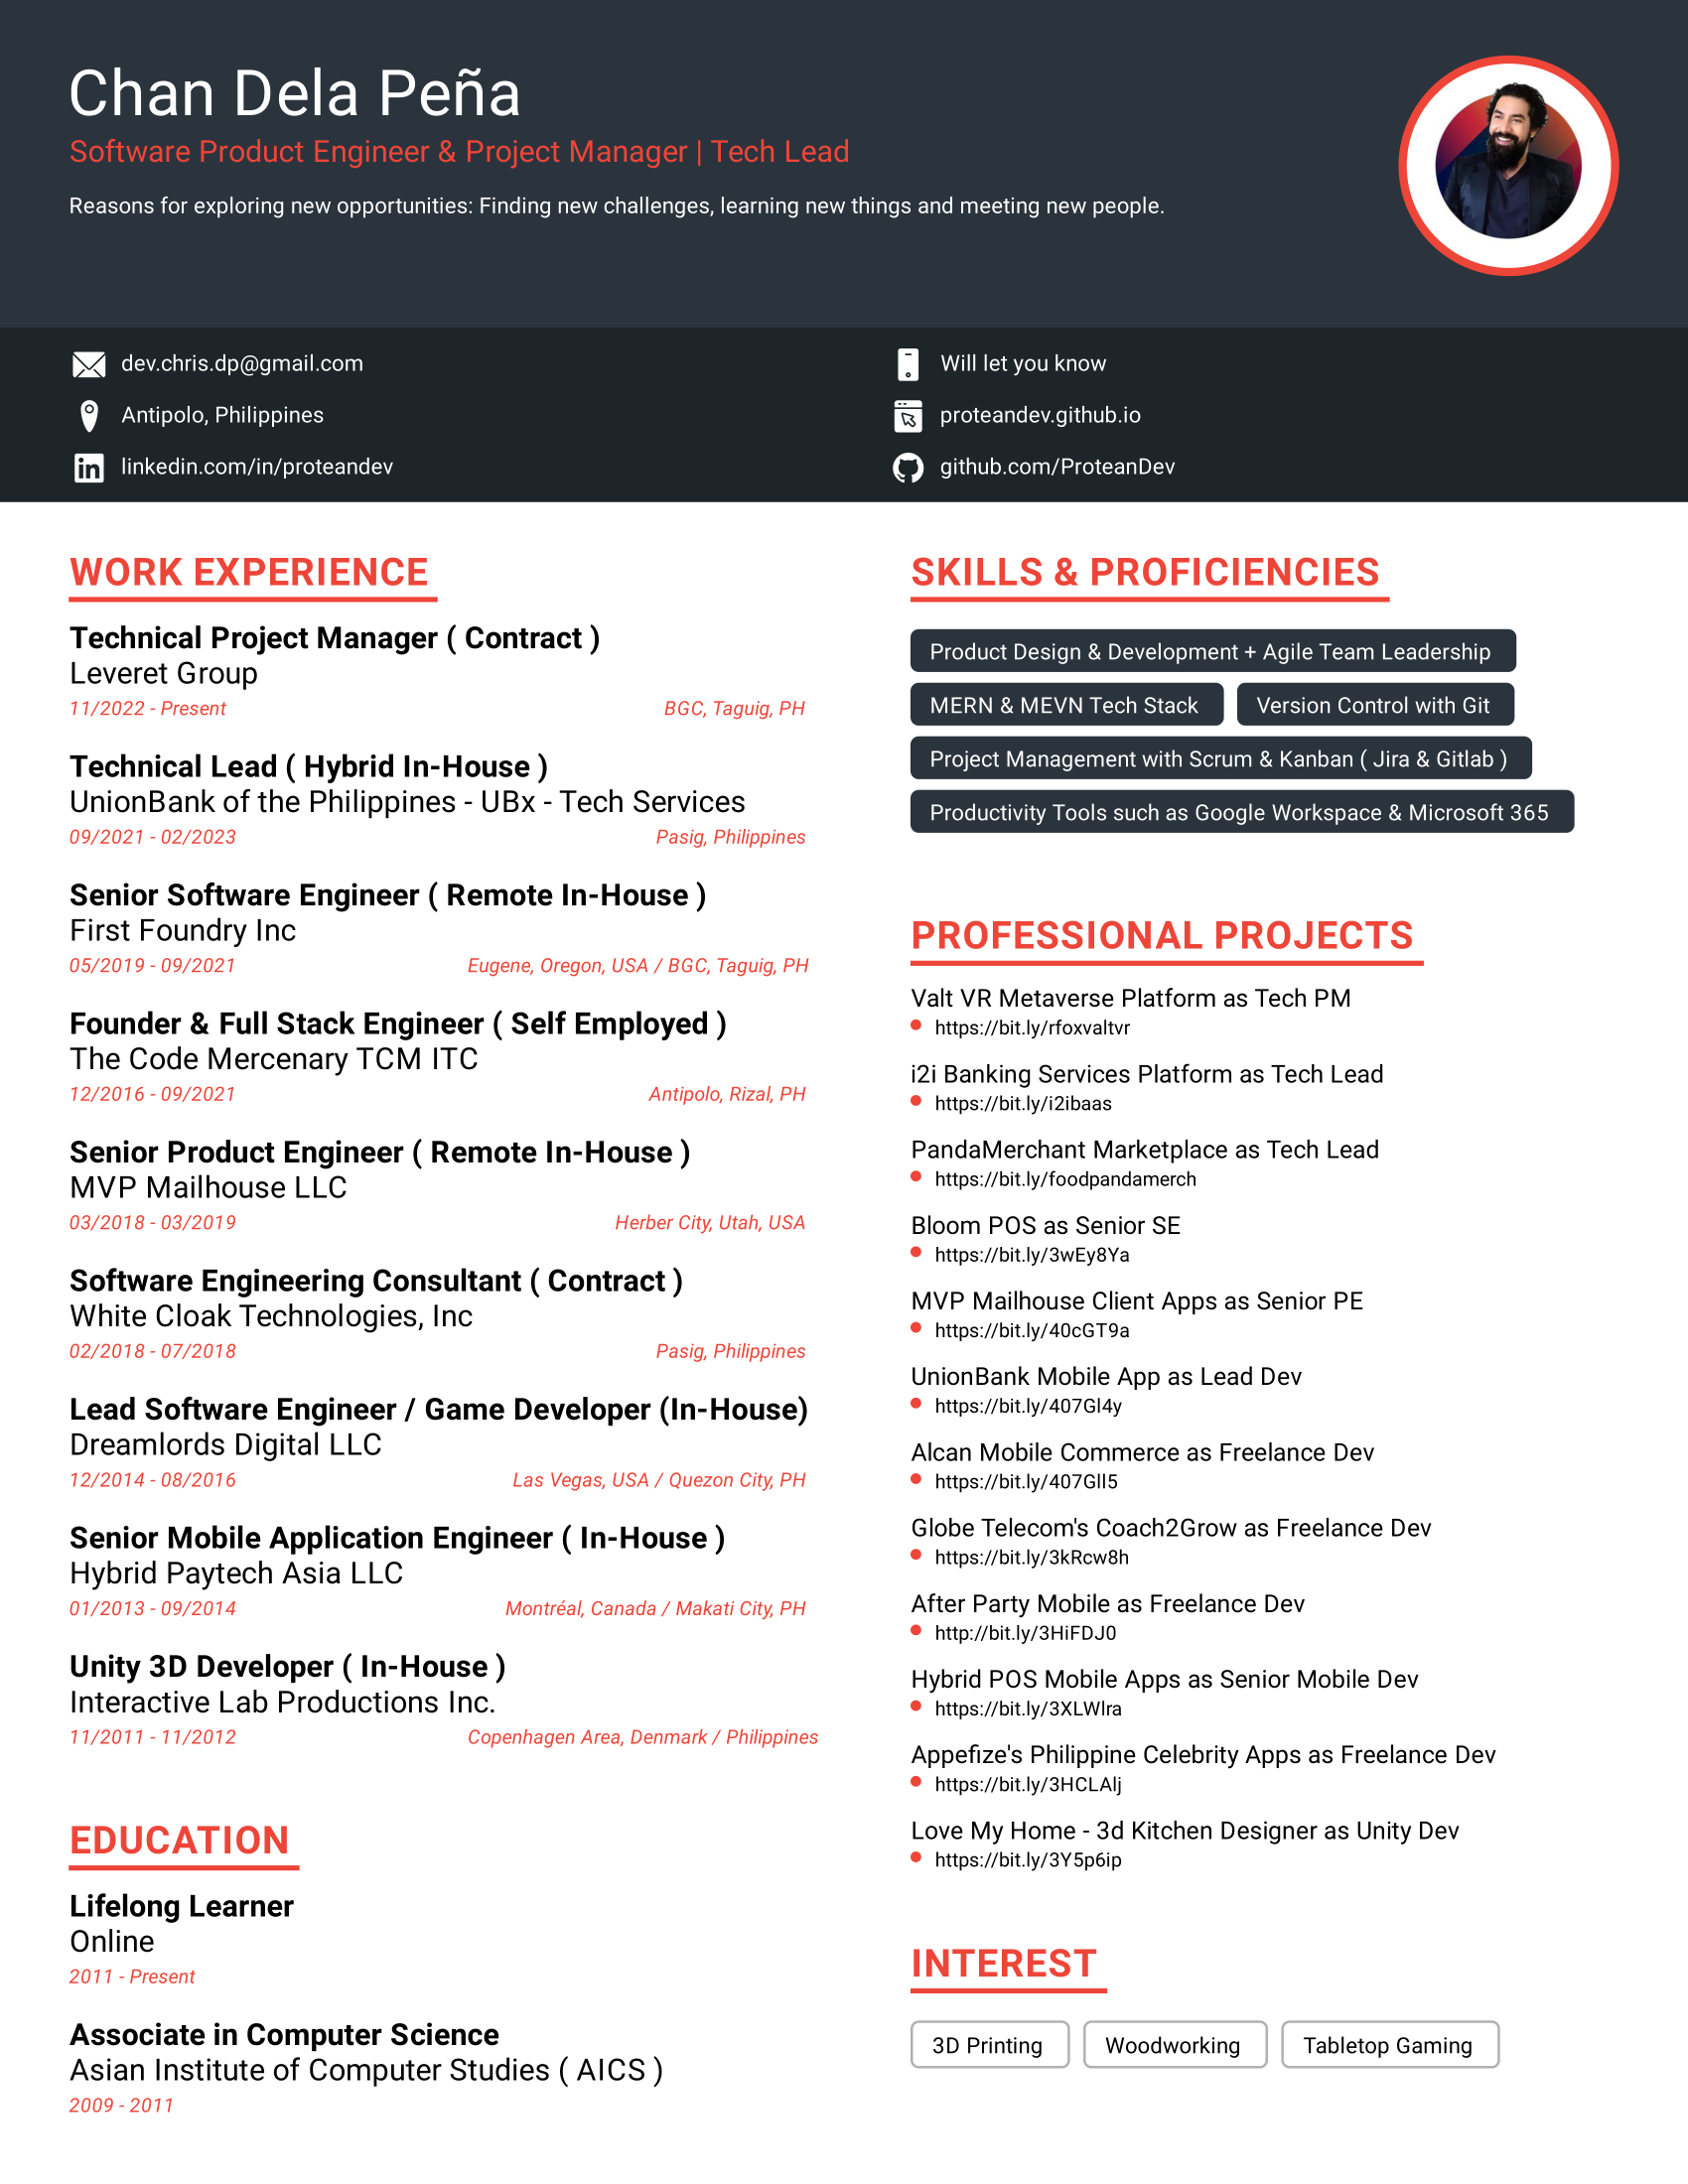 Chan Dela Peña
Software Product Engineer & Project Manager | Tech Lead
Reasons for exploring new opportunities: Finding new challenges, learning new things and meeting new people.
dev.chris.dp@gmail.com
Will let you know
Antipolo, Philippines
proteandev.github.io
linkedin.com/in/proteandev
github.com/ProteanDev
WORK EXPERIENCE
Technical Project Manager ( Contract )
Leveret Group
11/2022 - Present
BGC, Taguig, PH
Technical Lead ( Hybrid In-House )
UnionBank of the Philippines - UBx - Tech Services
09/2021 - 02/2023
Pasig, Philippines
Senior Software Engineer ( Remote In-House )
First Foundry Inc
05/2019 - 09/2021
Eugene, Oregon, USA / BGC, Taguig, PH
Founder & Full Stack Engineer ( Self Employed )
The Code Mercenary TCM ITC
12/2016 - 09/2021
Antipolo, Rizal, PH
Senior Product Engineer ( Remote In-House )
MVP Mailhouse LLC
03/2018 - 03/2019
Herber City, Utah, USA
Software Engineering Consultant ( Contract )
White Cloak Technologies, Inc
02/2018 - 07/2018
Pasig, Philippines
Lead Software Engineer / Game Developer (In-House)
Dreamlords Digital LLC
12/2014 - 08/2016
Las Vegas, USA / Quezon City, PH
Senior Mobile Application Engineer ( In-House )
Hybrid Paytech Asia LLC
01/2013 - 09/2014
Montréal, Canada / Makati City, PH
Unity 3D Developer ( In-House )
Interactive Lab Productions Inc.
11/2011 - 11/2012
Copenhagen Area, Denmark / Philippines
EDUCATION
Lifelong Learner
Online
2011 - Present
Associate in Computer Science
Asian Institute of Computer Studies ( AICS )
2009 - 2011
SKILLS & PROFICIENCIES
Product Design & Development + Agile Team Leadership
MERN & MEVN Tech Stack
Version Control with Git
Project Management with Scrum & Kanban ( Jira & Gitlab )
Productivity Tools such as Google Workspace & Microsoft 365
PROFESSIONAL PROJECTS
Valt VR Metaverse Platform as Tech PM
https://bit.ly/rfoxvaltvr
i2i Banking Services Platform as Tech Lead
https://bit.ly/i2ibaas
PandaMerchant Marketplace as Tech Lead
https://bit.ly/foodpandamerch
Bloom POS as Senior SE
https://bit.ly/3wEy8Ya
MVP Mailhouse Client Apps as Senior PE
https://bit.ly/40cGT9a
UnionBank Mobile App as Lead Dev
https://bit.ly/407Gl4y
Alcan Mobile Commerce as Freelance Dev
https://bit.ly/407Gll5
Globe Telecom's Coach2Grow as Freelance Dev
https://bit.ly/3kRcw8h
After Party Mobile as Freelance Dev
http://bit.ly/3HiFDJ0
Hybrid POS Mobile Apps as Senior Mobile Dev
https://bit.ly/3XLWlra
Appefize's Philippine Celebrity Apps as Freelance Dev
https://bit.ly/3HCLAlj
Love My Home - 3d Kitchen Designer as Unity Dev
https://bit.ly/3Y5p6ip
INTEREST
3D Printing
Woodworking
Tabletop Gaming